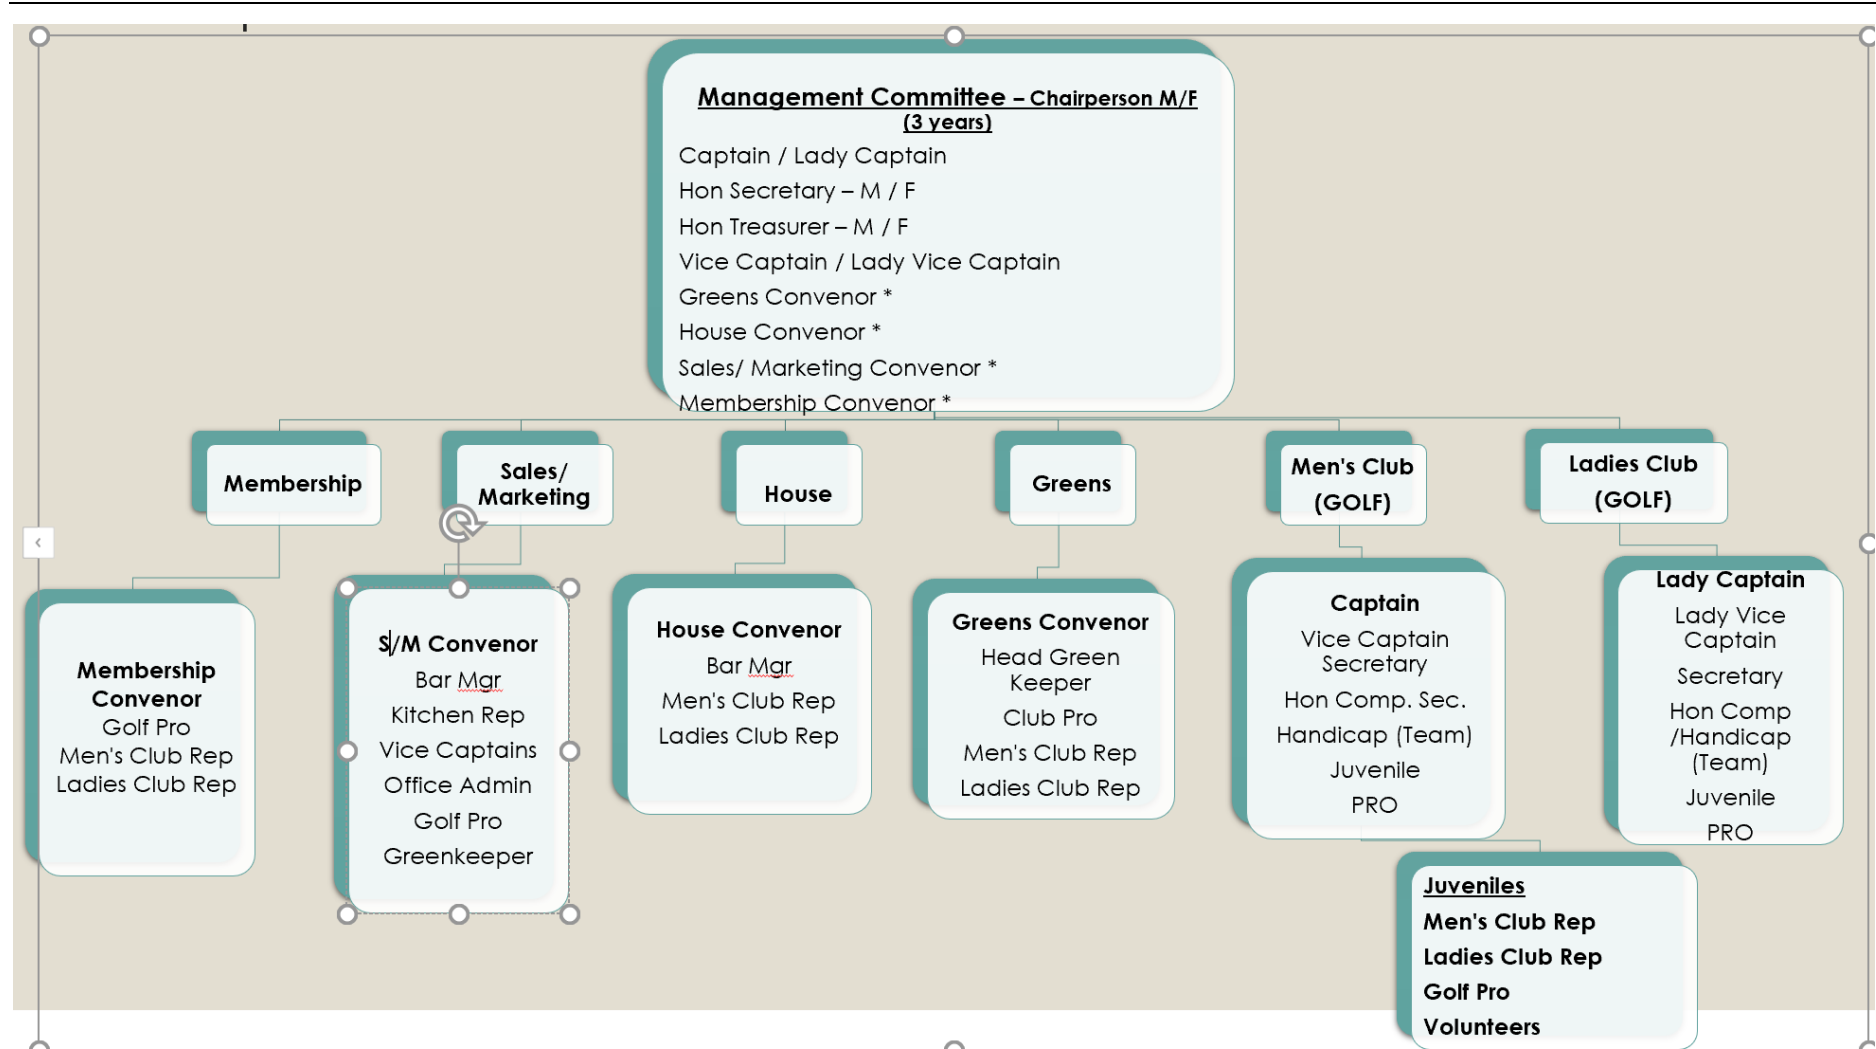 Management Committee – Chairperson M/F
(3 years)
Captain / Lady Captain
Hon Secretary – M / F
Hon Treasurer – M / F
Vice Captain / Lady Vice Captain
Greens Convenor *
House Convenor *
Sales/ Marketing Convenor *
Membership Convenor *
Membership
Sales/
Marketing
House
Greens
Men's Club
(GOLF)
Ladies Club
(GOLF)
Membership
Convenor
Golf Pro
Men's Club Rep
Ladies Club Rep
S/M Convenor
Bar Mgr
Kitchen Rep
Vice Captains
Office Admin
Golf Pro
Greenkeeper
House Convenor
Bar Mgr
Men's Club Rep
Ladies Club Rep
Greens Convenor
Head Green
Keeper
Club Pro
Men's Club Rep
Ladies Club Rep
Captain
Vice Captain
Secretary
Hon Comp. Sec.
Handicap (Team)
Juvenile
PRO
Lady Captain
Lady Vice
Captain
Secretary
Hon Comp
/Handicap
(Team)
Juvenile
PRO
Juveniles
Men's Club Rep
Ladies Club Rep
Golf Pro
Volunteers